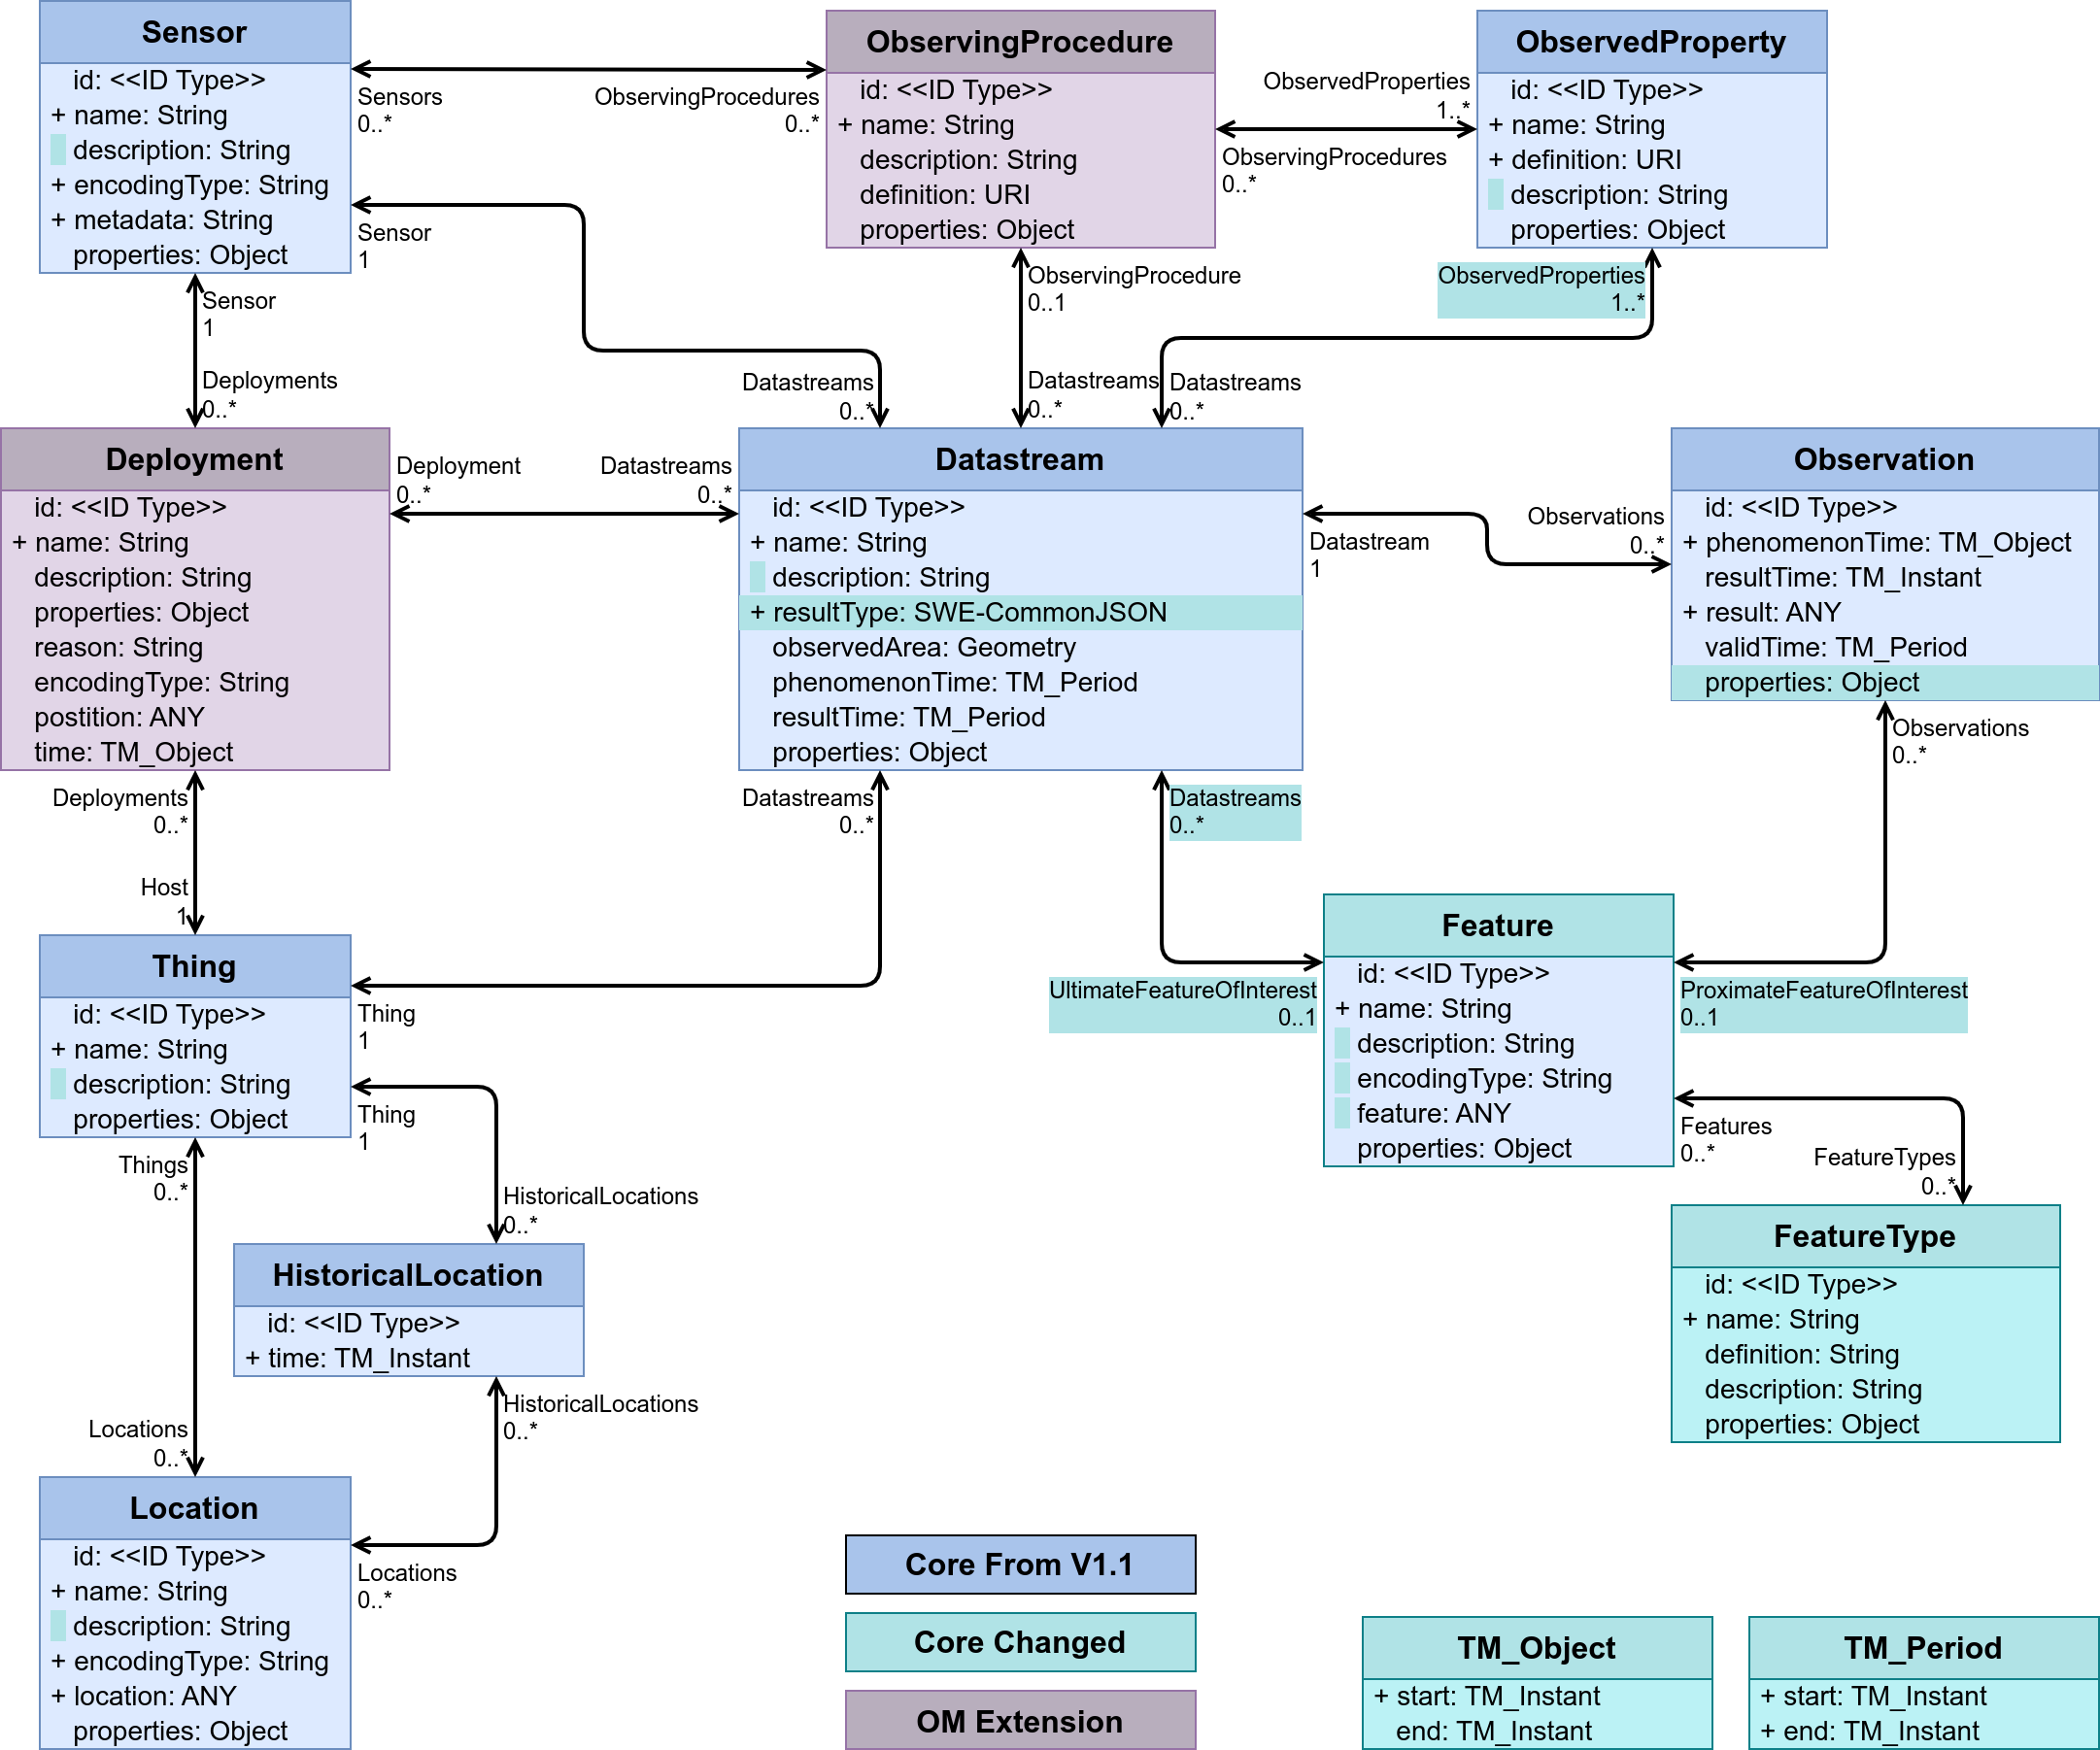 Sensor
id: <<ID Type>>
+ name: String
description: String
+ encodingType: String
+ metadata: String
properties: Object
Sensors
0..*
ObservingProcedures
0..*
ObservingProcedure
id: <<ID Type>>
+ name: String
description: String
definition: URI
properties: Object
ObservedProperties
1..*
ObservingProcedures
0..*
ObservedProperty
id: <<ID Type>>
+ name: String
+ definition: URI
description: String
properties: Object
Sensor
1
Sensor
1
ObservingProcedure
0..1
ObservedProperties
1..*
Deployments
0..*
Datastreams
0..*
Datastreams
0..*
Datastreams
0..*
Deployment
id: <<ID Type>>
+ name: String
description: String
properties: Object
reason: String
encodingType: String
postition: ANY
time: TM_Object
Deployment
0..*
Datastreams
0..*
Datastream
id: <<ID Type>>
+ name: String
description: String
+ resultType: SWE-CommonJSON
observedArea: Geometry
phenomenonTime: TM_Period
resultTime: TM_Period
properties: Object
Datastream
1
Observations
0..*
Observation
id: <<ID Type>>
+ phenomenonTime: TM_Object
resultTime: TM_Instant
+ result: ANY
validTime: TM_Period
properties: Object
Observations
0..*
Deployments
0..*
Host
1
Datastreams
0..*
Datastreams
0..*
Thing
id: <<ID Type>>
+ name: String
description: String
properties: Object
Thing
1
Thing
1
UltimateFeatureOfInterest
0..1
Feature
id: <<ID Type>>
+ name: String
description: String
encodingType: String
feature: ANY
properties: Object
ProximateFeatureOfInterest
0..1
Features
0..*
FeatureTypes
0..*
Things
0..*
HistoricalLocations
0..*
HistoricalLocation
id: <<ID Type>>
+ time: TM_Instant
HistoricalLocations
0..*
FeatureType
id: <<ID Type>>
+ name: String
definition: String
description: String
properties: Object
Locations
0..*
Location
id: <<ID Type>>
+ name: String
description: String
+ encodingType: String
+ location: ANY
properties: Object
Locations
0..*
Core From V1.1
Core Changed
OM Extension
TM_Object
+ start: TM_Instant
end: TM_Instant
TM_Period
+ start: TM_Instant
+ end: TM_Instant